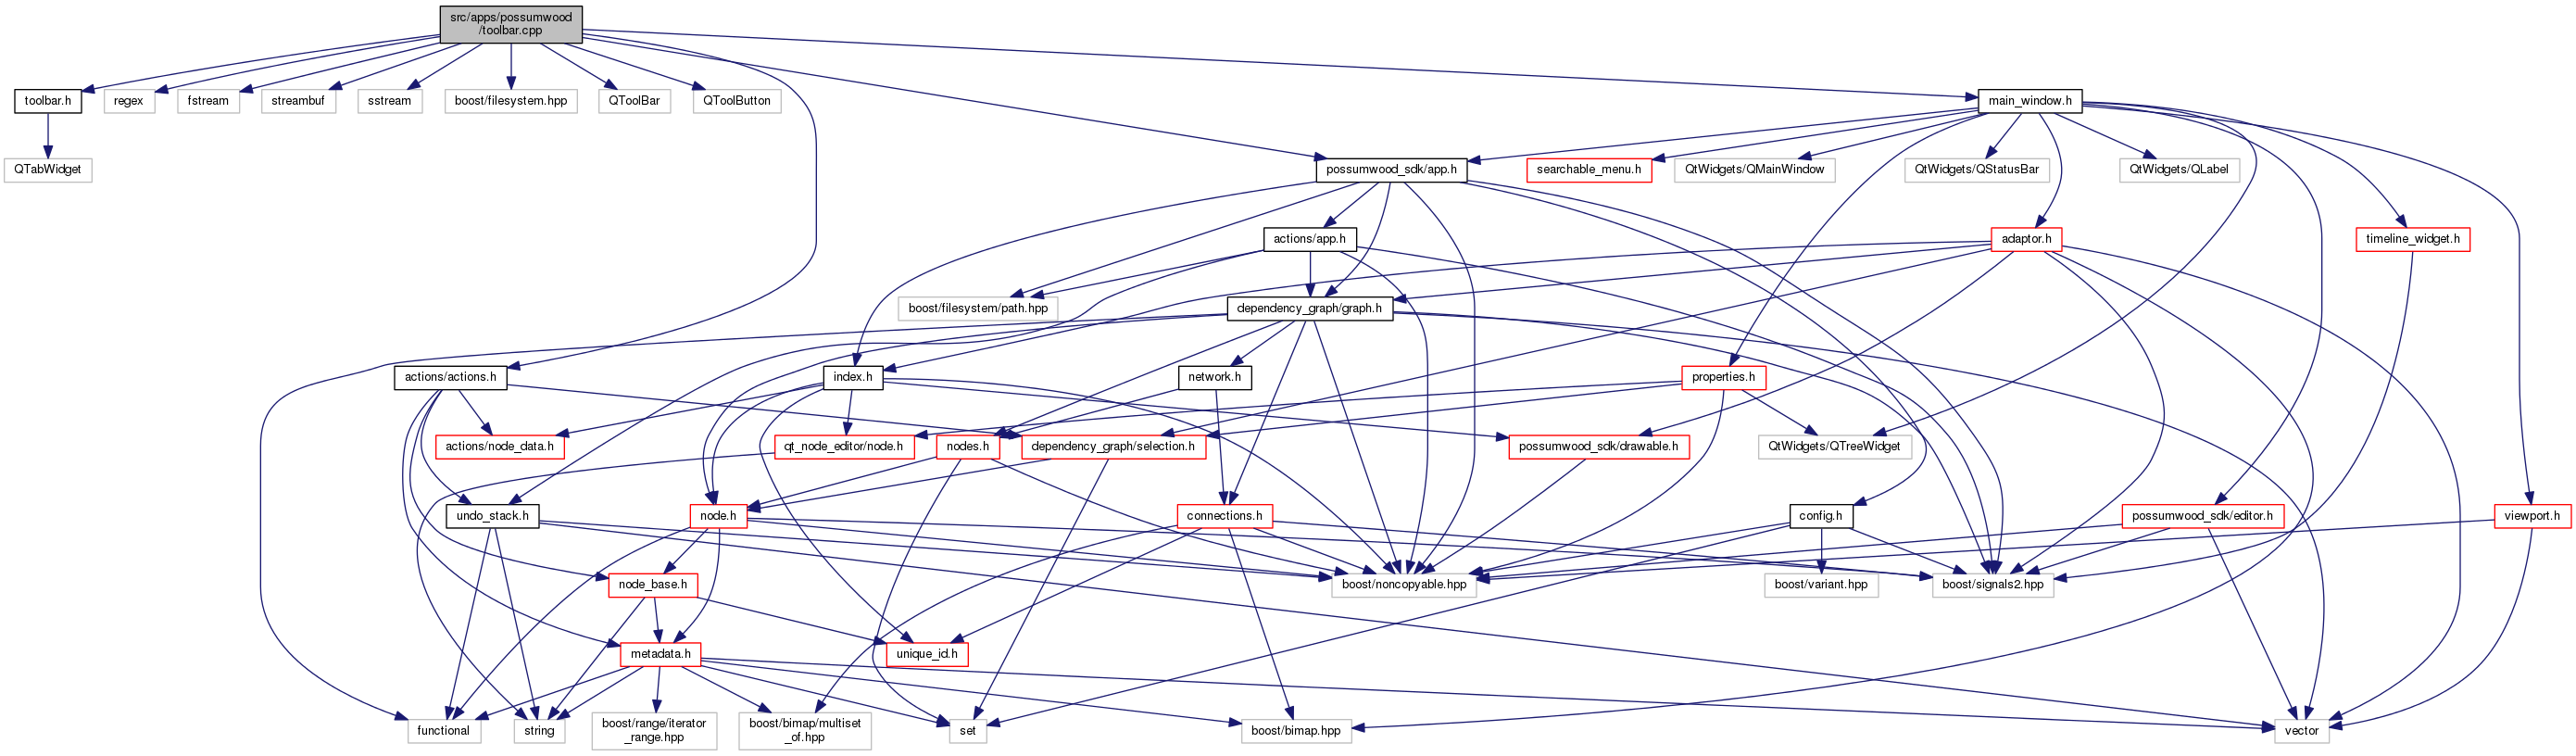 src/apps/possumwood
/toolbar.cpp
toolbar.h
regex
fstream
streambuf
sstream
boost/filesystem.hpp
QToolBar
QToolButton
main_window.h
QTabWidget
possumwood_sdk/app.h
searchable_menu.h
QtWidgets/QMainWindow
QtWidgets/QStatusBar
QtWidgets/QLabel
actions/app.h
adaptor.h
timeline_widget.h
boost/filesystem/path.hpp
dependency_graph/graph.h
actions/actions.h
index.h
network.h
properties.h
actions/node_data.h
qt_node_editor/node.h
nodes.h
dependency_graph/selection.h
possumwood_sdk/drawable.h
QtWidgets/QTreeWidget
undo_stack.h
node.h
connections.h
config.h
possumwood_sdk/editor.h
viewport.h
node_base.h
boost/noncopyable.hpp
boost/variant.hpp
boost/signals2.hpp
metadata.h
unique_id.h
functional
string
boost/range/iterator
_range.hpp
boost/bimap/multiset
_of.hpp
set
boost/bimap.hpp
vector